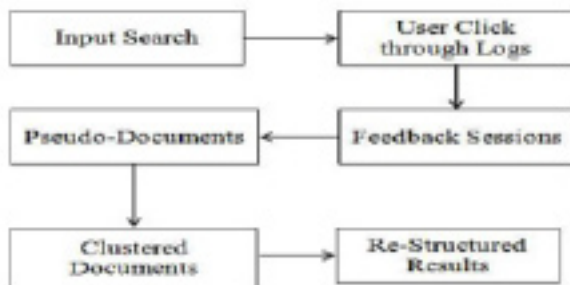 Input Search
User Click
through Logs
Pseudo-Documents
Feedback Sessions
Clustered
Documents
Re-Structured
Results